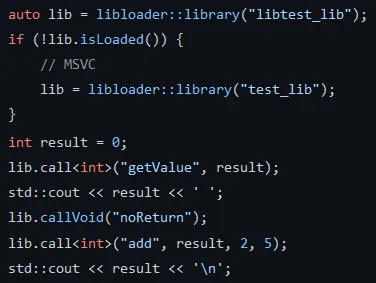 auto lib = libloader::library("libtest_lib");
if (!lib.isLoaded()) {
    // MSVC
    lib = libloader::library("test_lib");
}
int result = 0;
lib.call<int>("getValue", result);
std::cout << result << ' ';
lib.callVoid("noReturn");
lib.call<int>("add", result, 2, 5);
std::cout << result << '\n';